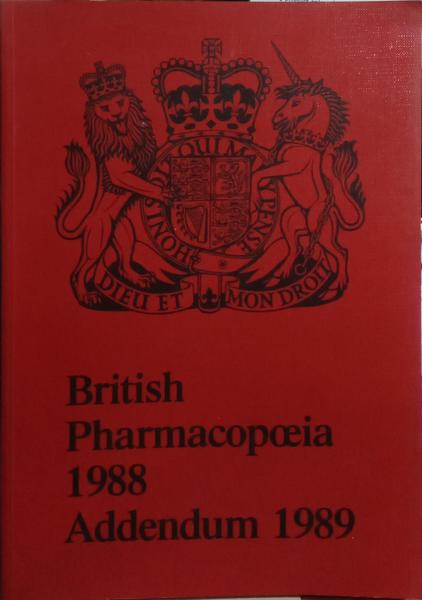 HONI SOIT QUI MAL Y PENSE
DIEU ET MON DROIT
British
Pharmacopœia
1988
Addendum 1989